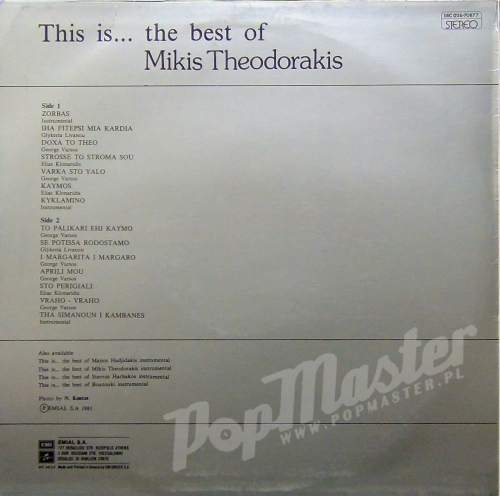 This is... the best of
Mikis Theodorakis
14C 054-70877
STEREO
Side 1
ZORBAS
Instrumental
IHA FITEPSI MIA KARDIA
Glykeria Livanou
DOXA TO THEO
George Varsos
STROSSE TO STROMA SOU
Elias Klonaridis
VARKA STO YALO
George Varsos
KAYMOS
Elias Klonaridis
KYKLAMINO
Instrumental
Side 2
TO PALIKARI EHI KAYMO
George Varsos
SE POTISSA RODOSTAMO
Glykeria Livanou
I MARGARITA I MARGARO
George Varsos
APRILI MOU
George Varsos
STO PERIGIALI
Elias Klonaridis
VRAHO - VRAHO
George Varsos
THA SIMANOUN I KAMBANES
Instrumental
Also available
This is... the best of Manos Hadjidakis instrumental
This is... the best of Mikis Theodorakis instrumental
This is... the best of Stavros Xarhakos instrumental
This is... the best of Bouzouki instrumental
Photo by N. Kostos
Ⓟ EMIAL S.A. 1983
EMI
EMIAL S.A.
PopMaster
WWW.POPMASTER.PL